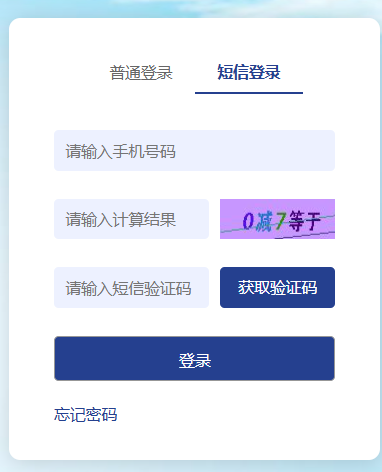 普通登录 短信登录
请输入手机号码
请输入计算结果 0减7等于
请输入短信验证码 获取验证码
登录
忘记密码